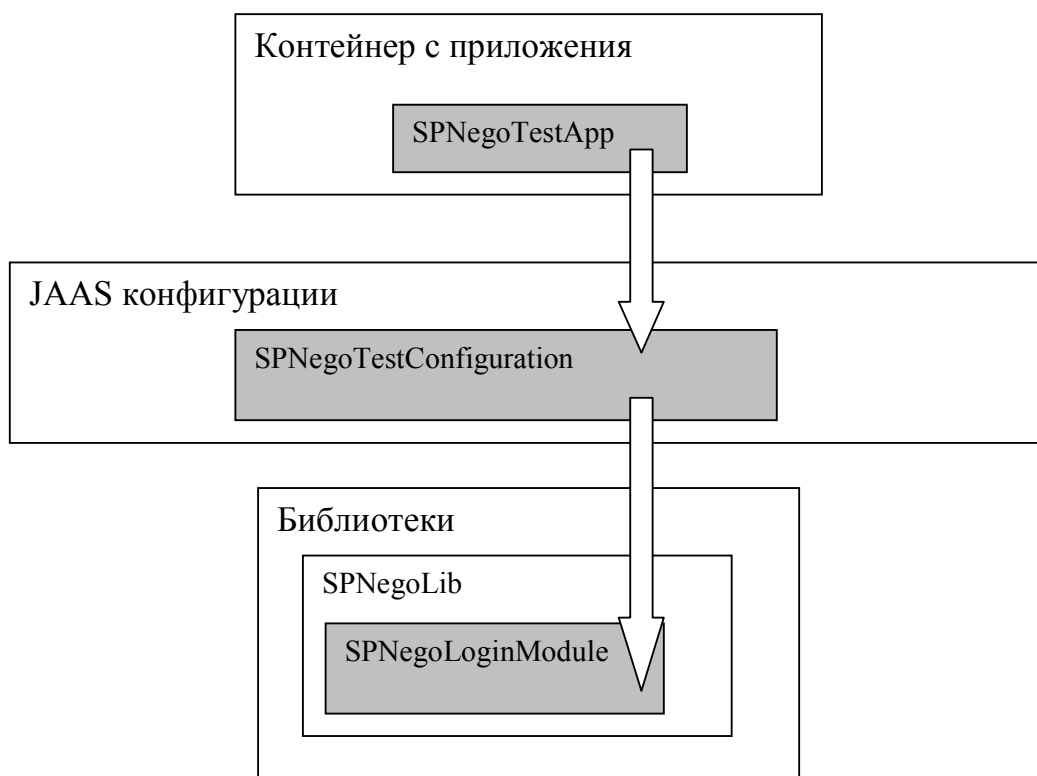 Контейнер с приложения
SPNegoTestApp
JAAS конфигурации
SPNegoTestConfiguration
Библиотеки
SPNegoLib
SPNegoLoginModule